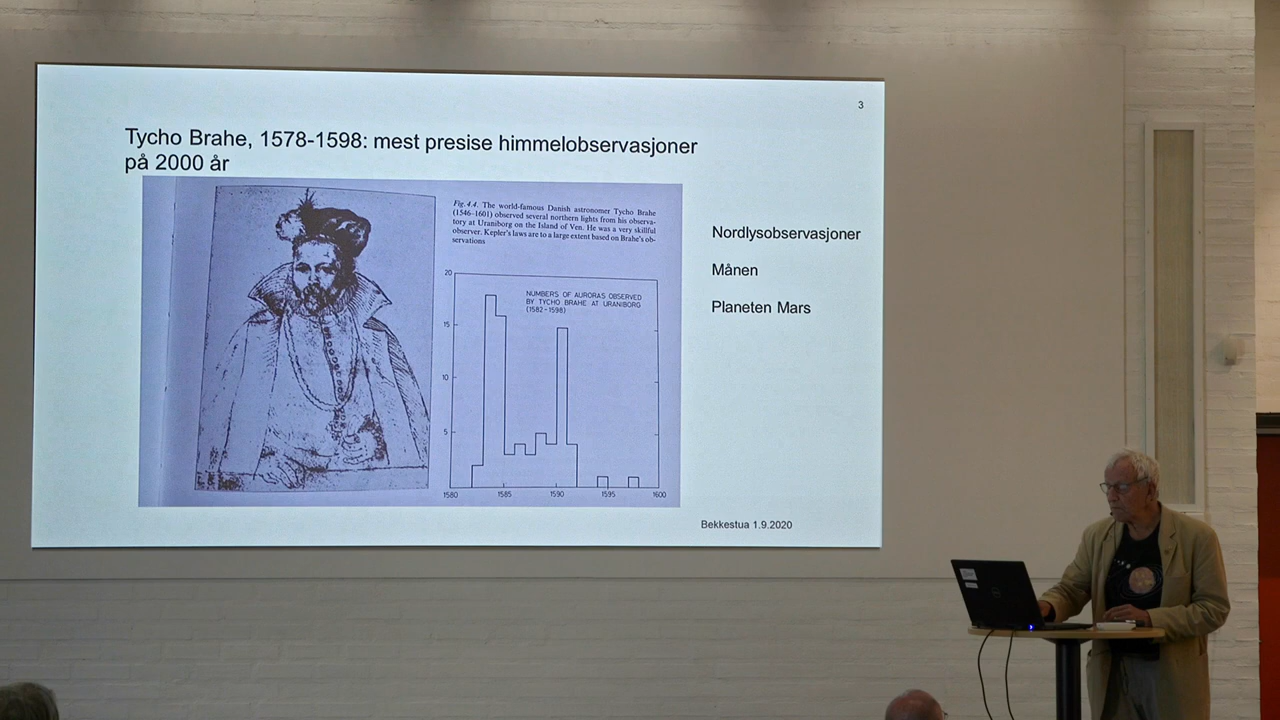 3
Tycho Brahe, 1578-1598: mest presise himmelobservasjoner
på 2000 år
Fig. 4.4. The world-famous Danish astronomer Tycho Brahe
(1546–1601) observed several northern lights from his observa-
tory at Uraniborg on the Island of Ven. He was a very skillful
observer. Kepler's laws are to a large extent based on Brahe's ob-
servations
20
15
10
5
NUMBERS OF AURORAS OBSERVED
BY TYCHO BRAHE AT URANIBORG
(1582-1598)
1580 1585 1590 1595 1600
Nordlysobservasjoner
Månen
Planeten Mars
Bekkestua 1.9.2020